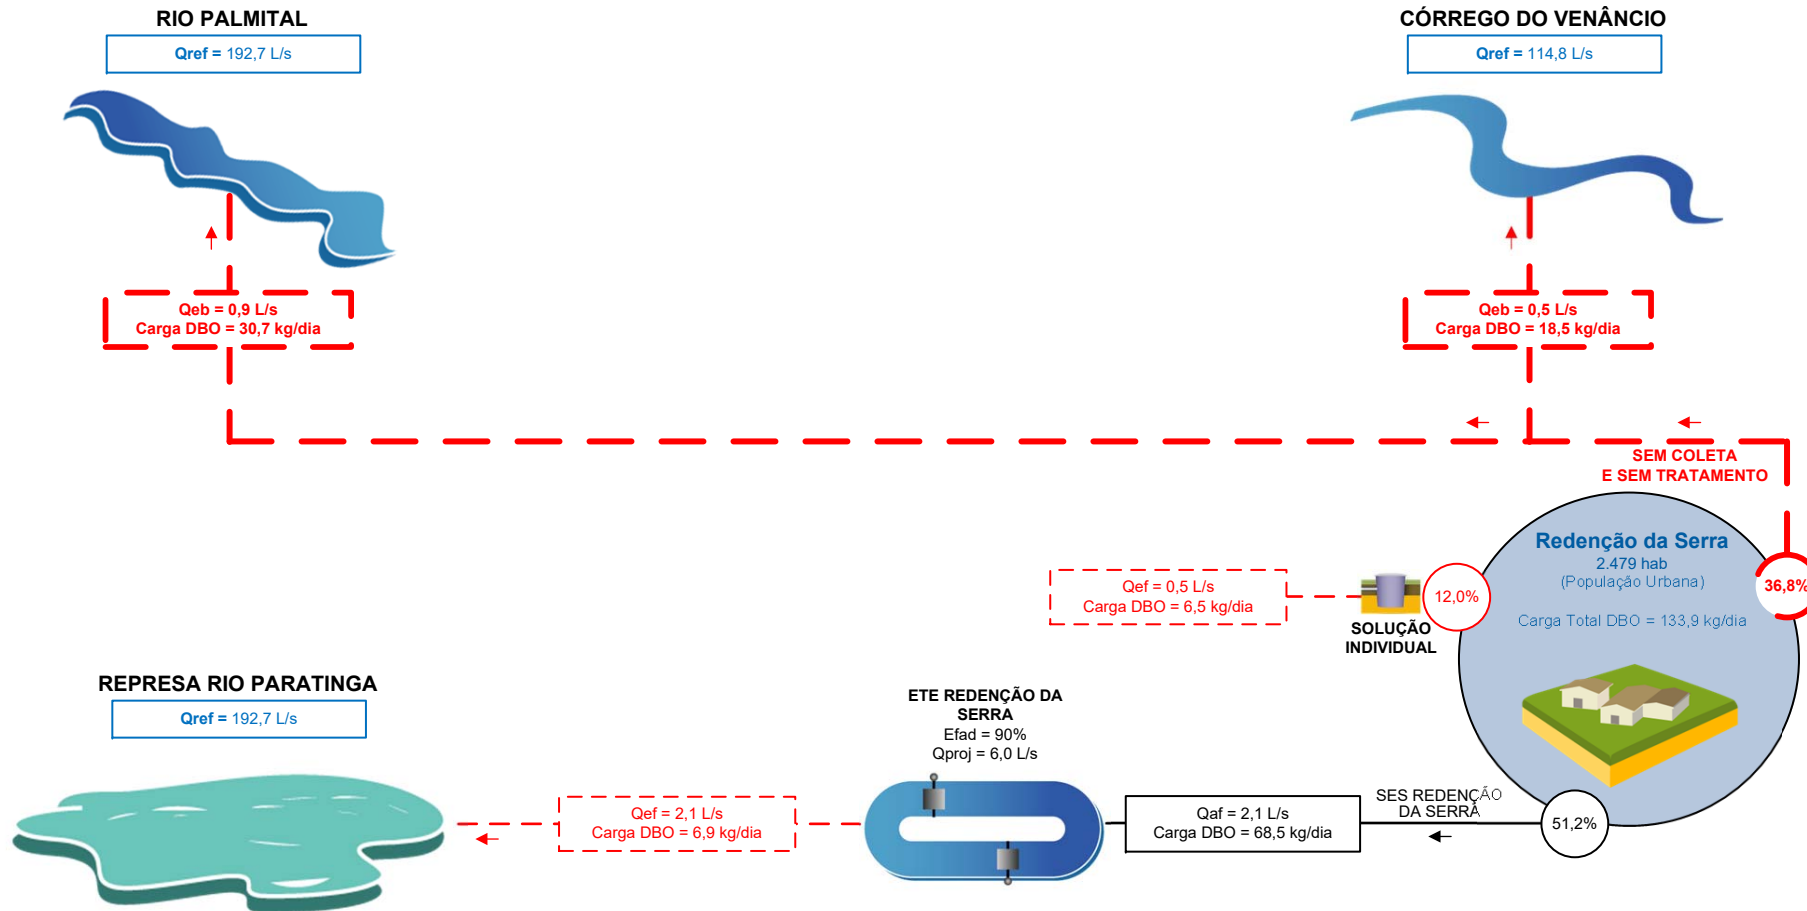 RIO PALMITAL
Qref = 192,7 L/s
CÓRREGO DO VENÂNCIO
Qref = 114,8 L/s
Qeb = 0,9 L/s
Carga DBO = 30,7 kg/dia
Qeb = 0,5 L/s
Carga DBO = 18,5 kg/dia
SEM COLETA
E SEM TRATAMENTO
Redenção da Serra
2.479 hab
(População Urbana)
Carga Total DBO = 133,9 kg/dia
36,8%
12,0%
SOLUÇÃO
INDIVIDUAL
Qef = 0,5 L/s
Carga DBO = 6,5 kg/dia
REPRESA RIO PARATINGA
Qref = 192,7 L/s
ETE REDENÇÃO DA
SERRA
Efad = 90%
Qproj = 6,0 L/s
Qef = 2,1 L/s
Carga DBO = 6,9 kg/dia
Qaf = 2,1 L/s
Carga DBO = 68,5 kg/dia
SES REDENÇÃO
DA SERRA
51,2%